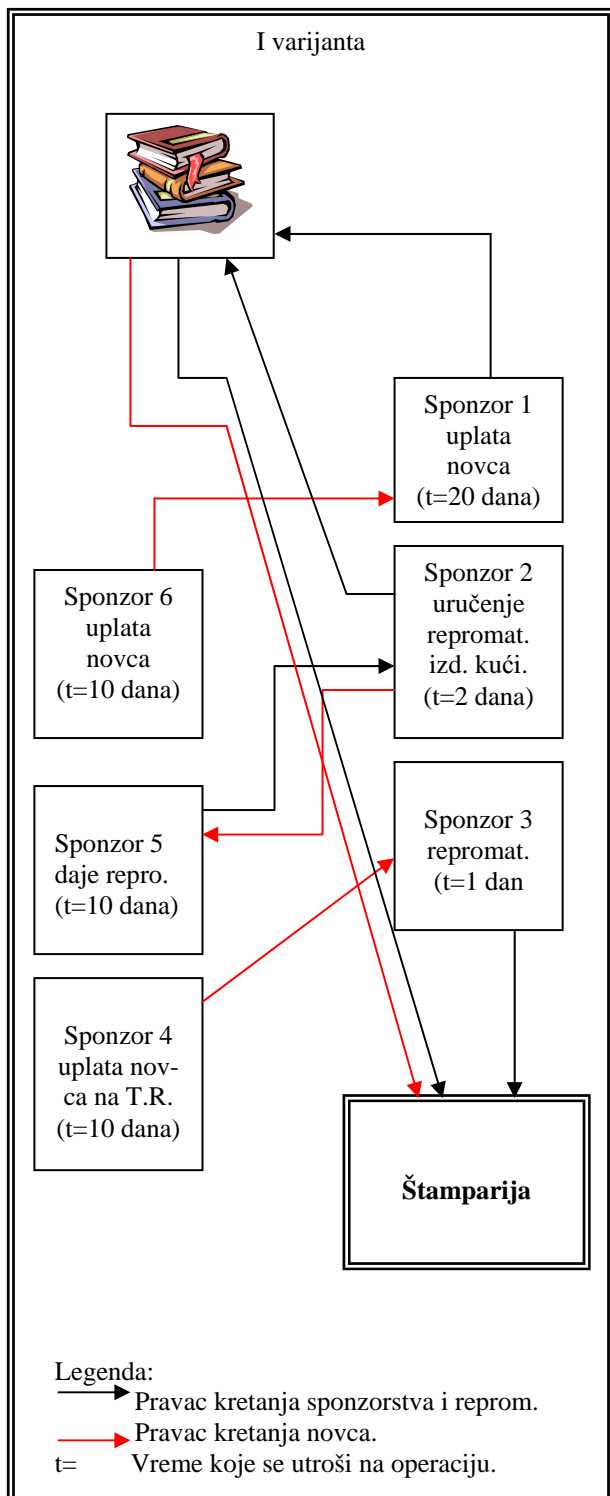 I varijanta
Sponzor 1
uplata
novca
(t=20 dana)
Sponzor 6
uplata
novca
(t=10 dana)
Sponzor 2
uručenje
repromat.
izd. kući.
(t=2 dana)
Sponzor 5
daje repro.
(t=10 dana)
Sponzor 3
repromat.
(t=1 dan
Sponzor 4
uplata nov-
ca na T.R.
(t=10 dana)
Štamparija
Legenda:
Pravac kretanja sponzorstva i reprom.
Pravac kretanja novca.
t= Vreme koje se utroši na operaciju.